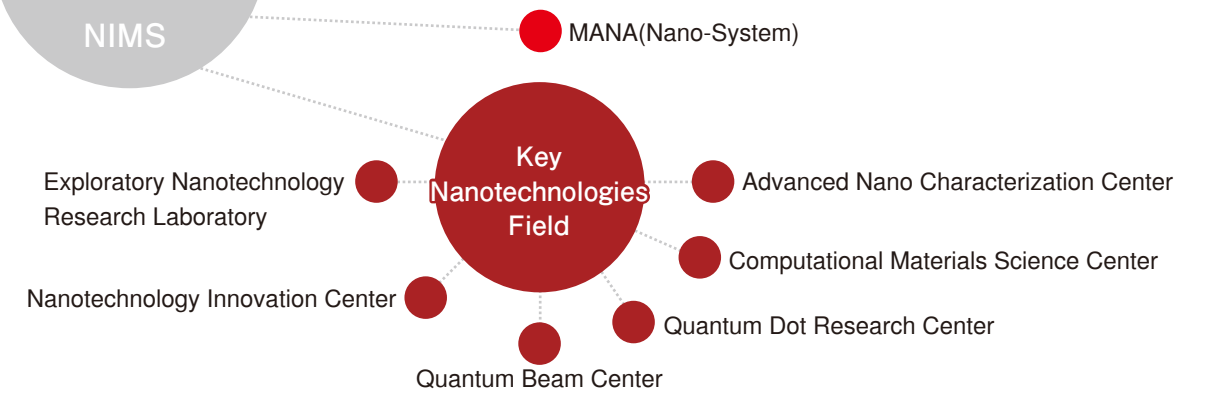 NIMS
MANA(Nano-System)
Key
Nanotechnologies
Field
Exploratory Nanotechnology
Research Laboratory
Advanced Nano Characterization Center
Computational Materials Science Center
Nanotechnology Innovation Center
Quantum Dot Research Center
Quantum Beam Center